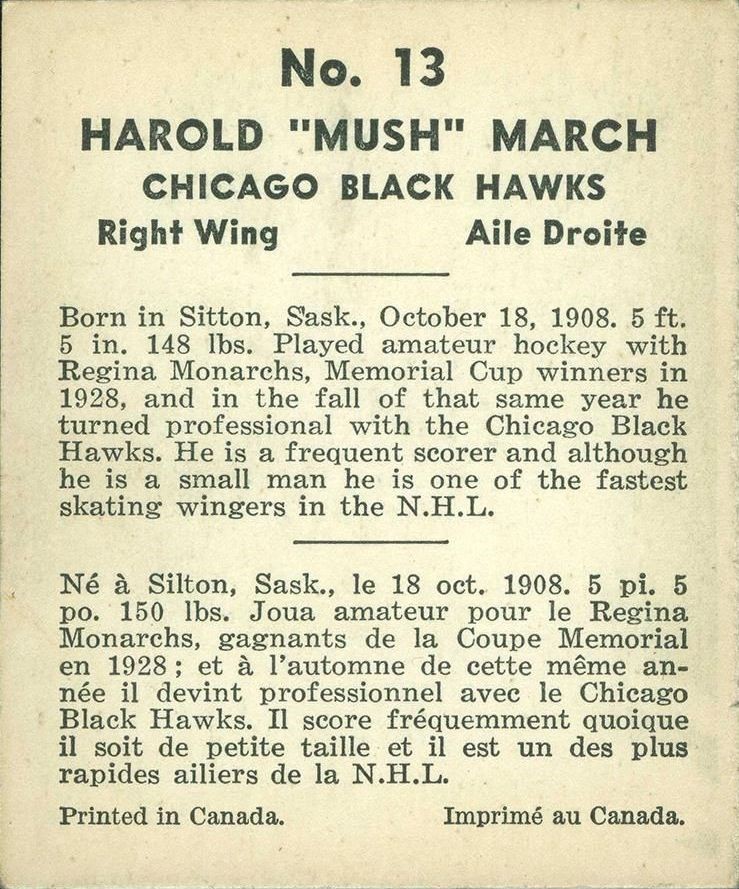 No. 13
HAROLD "MUSH" MARCH
CHICAGO BLACK HAWKS
Right Wing Aile Droite
Born in Sitton, Sask., October 18, 1908. 5 ft.
5 in. 148 lbs. Played amateur hockey with
Regina Monarchs, Memorial Cup winners in
1928, and in the fall of that same year he
turned professional with the Chicago Black
Hawks. He is a frequent scorer and although
he is a small man he is one of the fastest
skating wingers in the N.H.L.
Né à Silton, Sask., le 18 oct. 1908. 5 pi. 5
po. 150 lbs. Joua amateur pour le Regina
Monarchs, gagnants de la Coupe Memorial
en 1928 ; et à l'automne de cette même an-
née il devint professionnel avec le Chicago
Black Hawks. Il score fréquemment quoique
il soit de petite taille et il est un des plus
rapides ailiers de la N.H.L.
Printed in Canada. Imprimé au Canada.